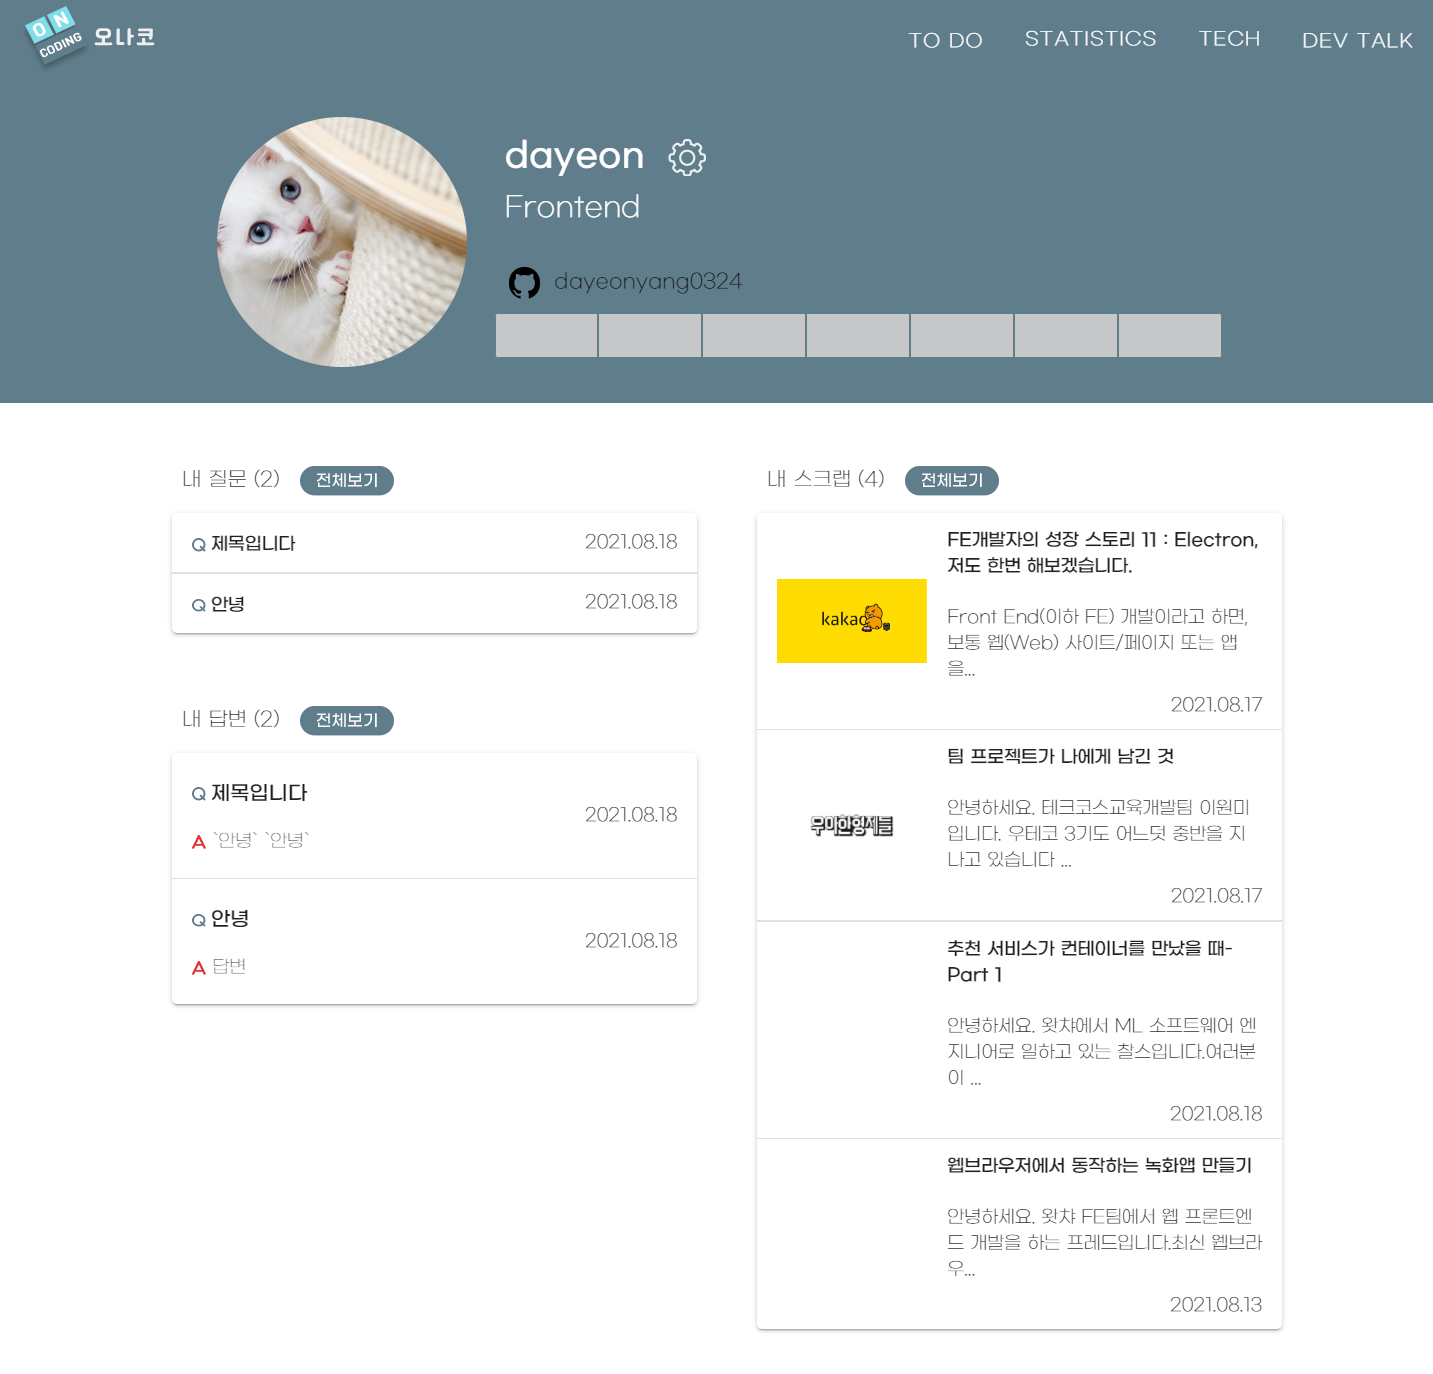 ON
CODING
오나코
TO DO
STATISTICS
TECH
DEV TALK
dayeon
Frontend
dayeonyang0324
내 질문 (2)
전체보기
Q 제목입니다
2021.08.18
Q 안녕
2021.08.18
내 답변 (2)
전체보기
Q 제목입니다
A `안녕` `안녕`
2021.08.18
Q 안녕
A 답변
2021.08.18
내 스크랩 (4)
전체보기
kakao
FE개발자의 성장 스토리 11 : Electron,
저도 한번 해보겠습니다.
Front End(이하 FE) 개발이라고 하면,
보통 웹(Web) 사이트/페이지 또는 앱
을...
2021.08.17
우아한형제들
팀 프로젝트가 나에게 남긴 것
안녕하세요. 테크코스교육개발팀 이원미
입니다. 우테코 3기도 어느덧 중반을 지
나고 있습니다 ...
2021.08.17
추천 서비스가 컨테이너를 만났을 때-
Part 1
안녕하세요. 왓챠에서 ML 소프트웨어 엔
지니어로 일하고 있는 찰스입니다.여러분
이 ...
2021.08.18
웹브라우저에서 동작하는 녹화앱 만들기
안녕하세요. 왓챠 FE팀에서 웹 프론트엔
드 개발을 하는 프레드입니다.최신 웹브라
우...
2021.08.13